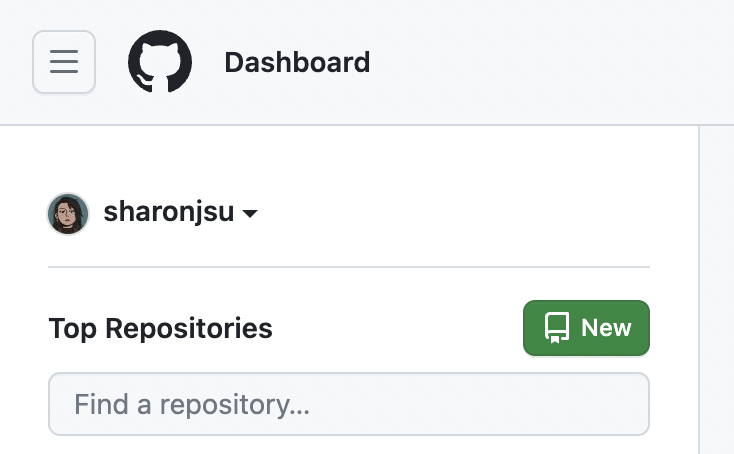 Dashboard
sharonjsu
Top Repositories
New
Find a repository...